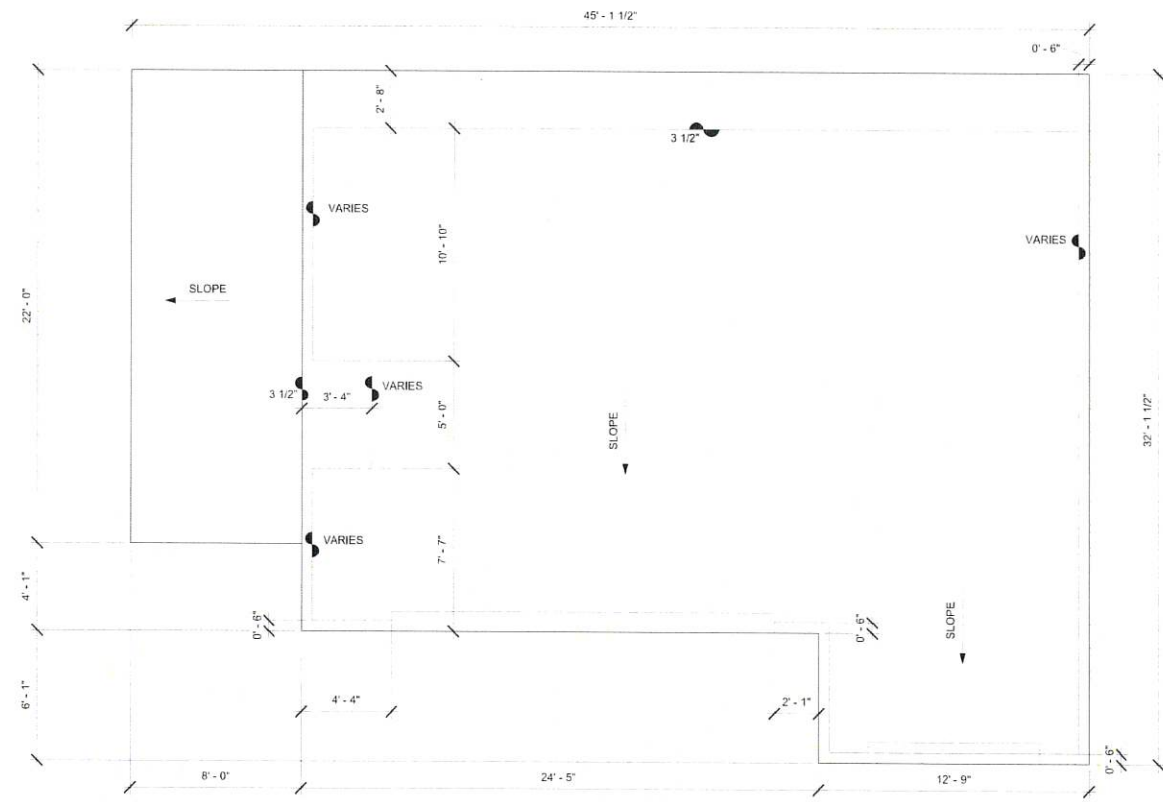 45' - 1 1/2"
0' - 6"
2' - 8"
3 1/2"
VARIES
VARIES
10' - 10"
SLOPE
22' - 0"
3 1/2"
3' - 4"
VARIES
5' - 0"
SLOPE
32' - 1 1/2"
VARIES
7' - 7"
4' - 1"
0' - 6"
0' - 6"
SLOPE
6' - 1"
4' - 4"
2' - 1"
0' - 6"
8' - 0"
24' - 5"
12' - 9"